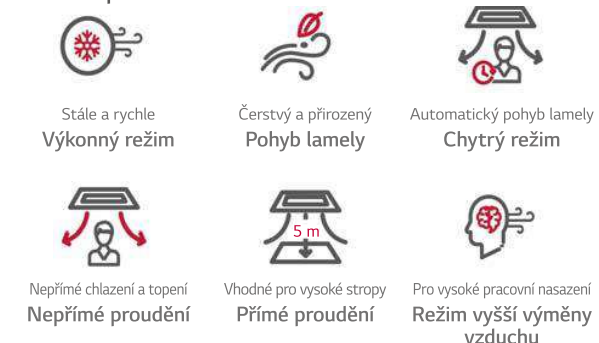 Stále a rychle
Výkonný režim
Čerstvý a přirozený
Pohyb lamely
Automatický pohyb lamely
Chytrý režim
Nepřímé chlazení a topení
Nepřímé proudění
5 m
Vhodné pro vysoké stropy
Přímé proudění
Pro vysoké pracovní nasazení
Režim vyšší výměny
vzduchu